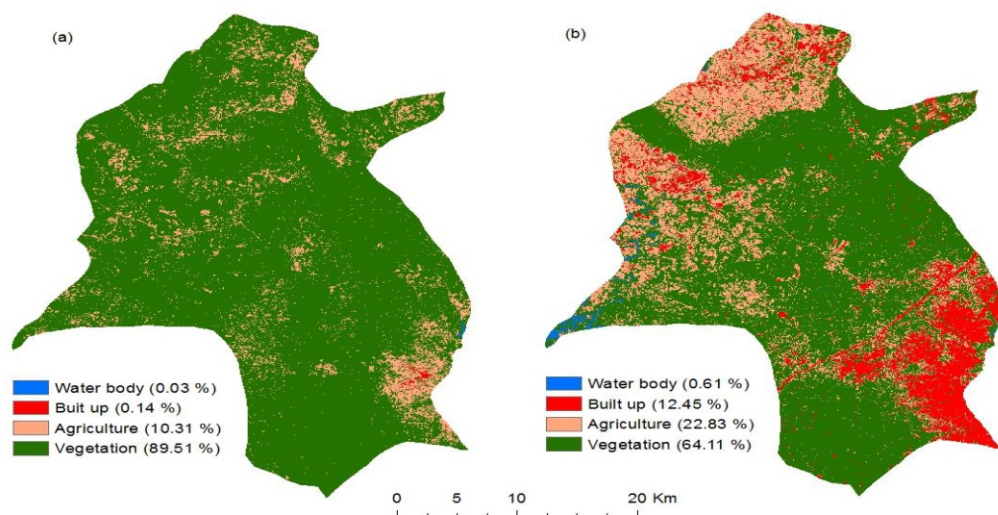 (a)
Water body (0.03 %)
Buit up (0.14 %)
Agriculture (10.31 %)
Vegetation (89.51 %)
(b)
Water body (0.61 %)
Built up (12.45 %)
Agriculture (22.83 %)
Vegetation (64.11 %)
0 5 10 20 Km